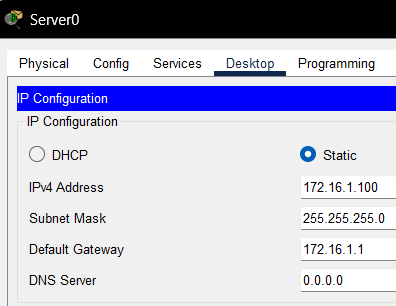 Server0
Physical Config Services Desktop Programming
IP Configuration
IP Configuration
DHCP Static
IPv4 Address 172.16.1.100
Subnet Mask 255.255.255.0
Default Gateway 172.16.1.1
DNS Server 0.0.0.0